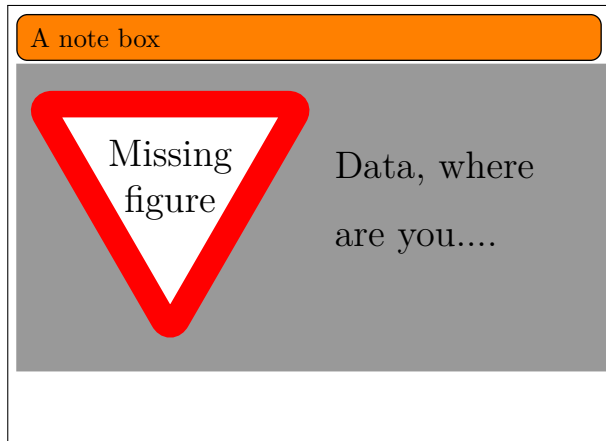 A note box
Missing
figure
Data, where
are you....